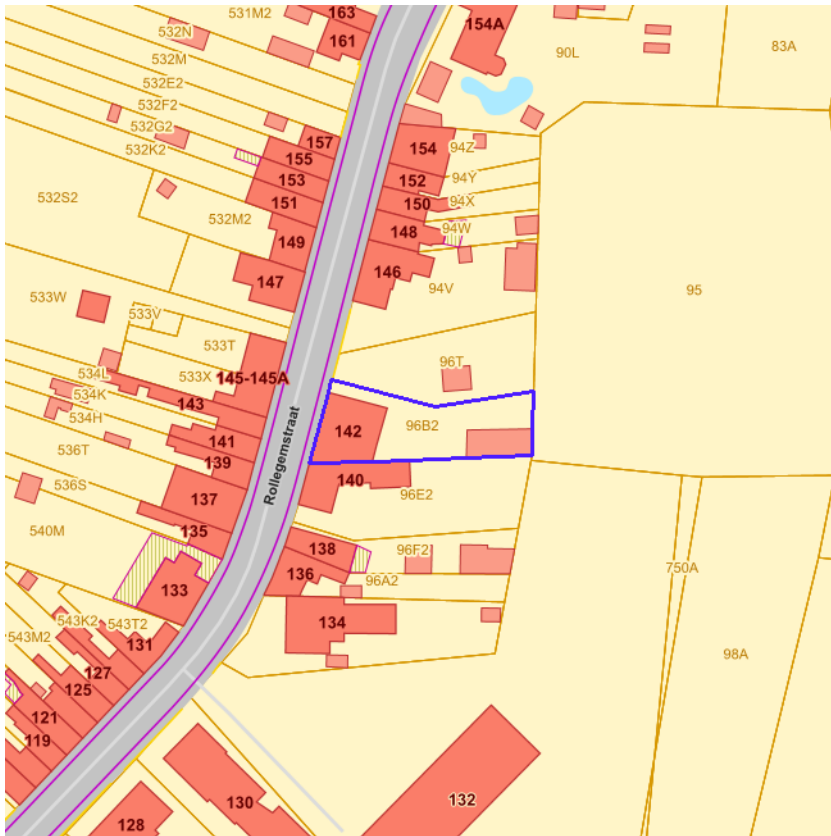 163
531M2
154A
532N
161
90L
83A
532M
532E2
532F2
532G2
157
154
94Z
532K2
155
152
94Y
153
150
94X
532S2
151
148
94W
532M2
149
146
147
94V
95
533W
533V
533T
96T
534L
533X
145-145A
534K
143
142
96B2
534H
141
536T
139
Rollegemstraat
140
536S
137
96E2
540M
135
138
96F2
136
96A2
750A
133
134
543K2
543T2
543M2
131
98A
127
125
121
119
130
132
128